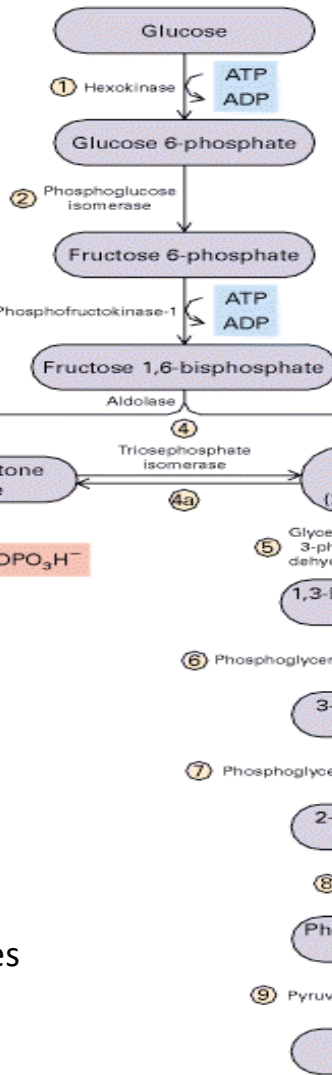 Glucose
① Hexokinase
ATP
ADP
Glucose 6-phosphate
② Phosphoglucose
isomerase
Fructose 6-phosphate
Phosphofructokinase-1
ATP
ADP
Fructose 1,6-bisphosphate
Aldolase
④
Triosephosphate
isomerase
4a
tone
e
(
OPO₃H⁻
⑤ Glyce
3-ph
dehyd
1,3-
⑥ Phosphoglycer
3-
⑦ Phosphoglyce
2-
⑧
Ph
es
⑨ Pyruv